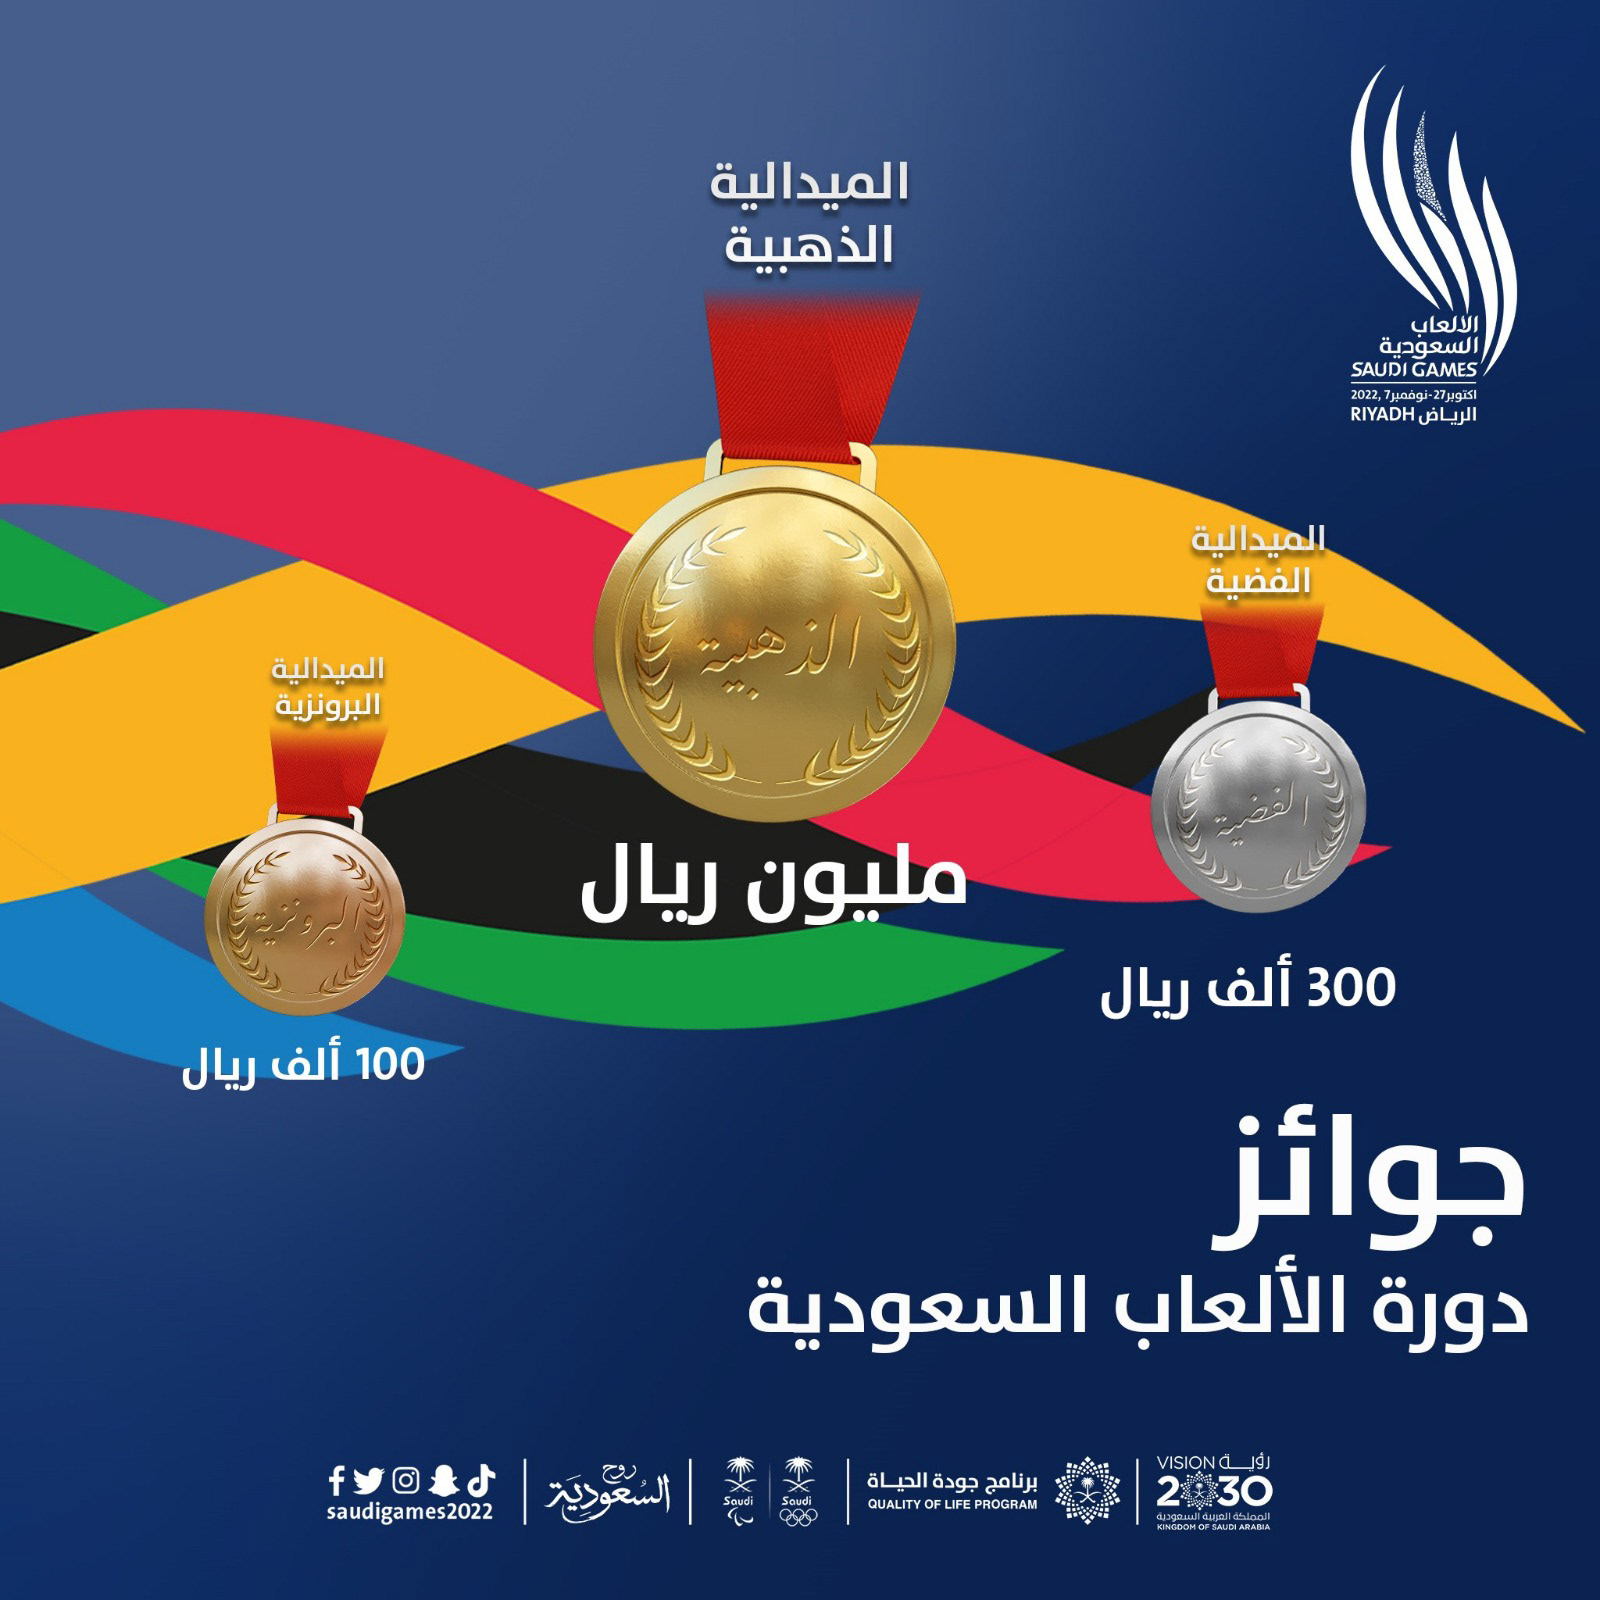 الألعاب
السعودية
SAUDI GAMES
اكتوبر27-نوفمبر7 ,2022
RIYADH الرياض
الميدالية
الذهبية
الذهبية
مليون ريال
الميدالية
الفضية
الفضية
300 ألف ريال
الميدالية
البرونزية
البرونزية
100 ألف ريال
جوائز
دورة الألعاب السعودية
VISION رؤية
2030
المملكة العربية السعودية
KINGDOM OF SAUDI ARABIA
برنامج جودة الحياة
QUALITY OF LIFE PROGRAM
Saudi
Saudi
روح
السعودية
saudigames2022